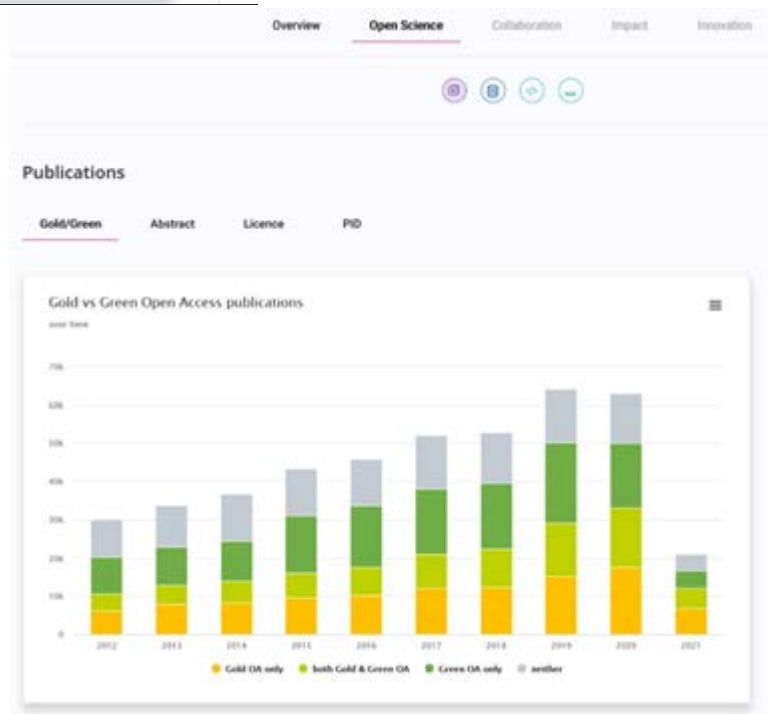 Overview Open Science Collaboration Impact Innovation
Publications
Gold/Green Abstract Licence PID
Gold vs Green Open Access publications
over time
70k
60k
50k
40k
30k
20k
10k
0
2012 2013 2014 2015 2016 2017 2018 2019 2020 2021
Gold OA only both Gold & Green OA Green OA only neither